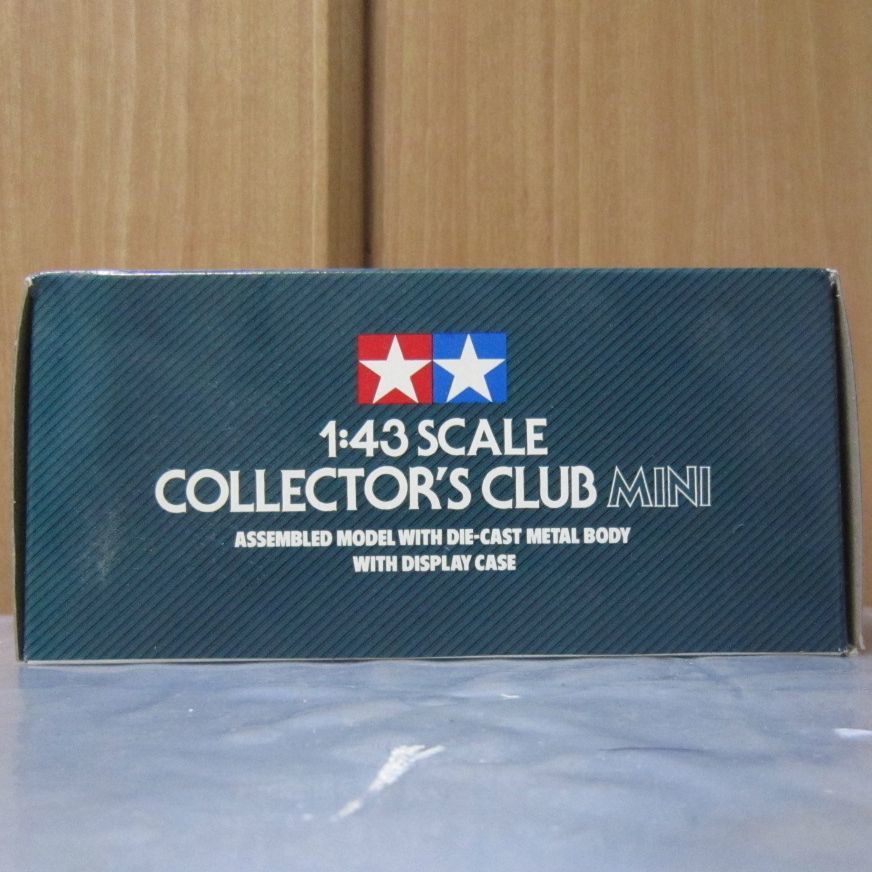 1:43 SCALE
COLLECTOR'S CLUB MINI
ASSEMBLED MODEL WITH DIE-CAST METAL BODY
WITH DISPLAY CASE